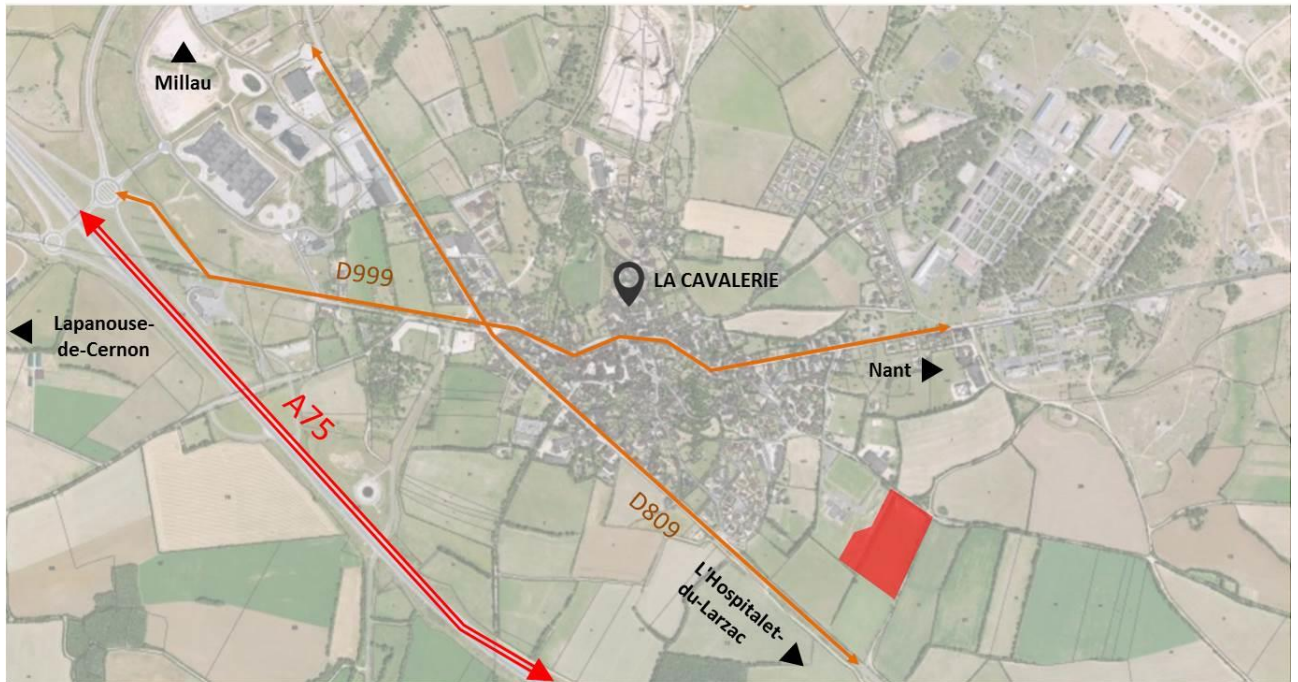 Millau
D999
LA CAVALERIE
Lapanouse-
de-Cernon
Nant
A75
D809
L'Hospitalet-
du-Larzac